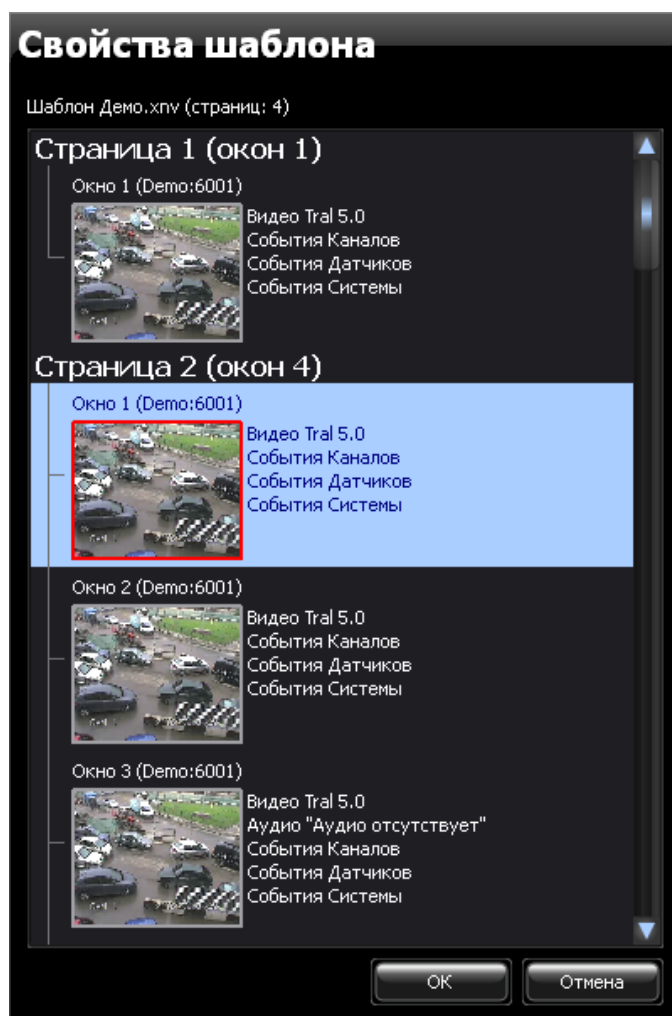 Свойства шаблона
Шаблон Демо.xnv (страниц: 4)
Страница 1 (окон 1)
Окно 1 (Demo:6001)
Видео Tral 5.0
События Каналов
События Датчиков
События Системы
Страница 2 (окон 4)
Окно 1 (Demo:6001)
Видео Tral 5.0
События Каналов
События Датчиков
События Системы
Окно 2 (Demo:6001)
Видео Tral 5.0
События Каналов
События Датчиков
События Системы
Окно 3 (Demo:6001)
Видео Tral 5.0
Аудио "Аудио отсутствует"
События Каналов
События Датчиков
События Системы
ОК
Отмена